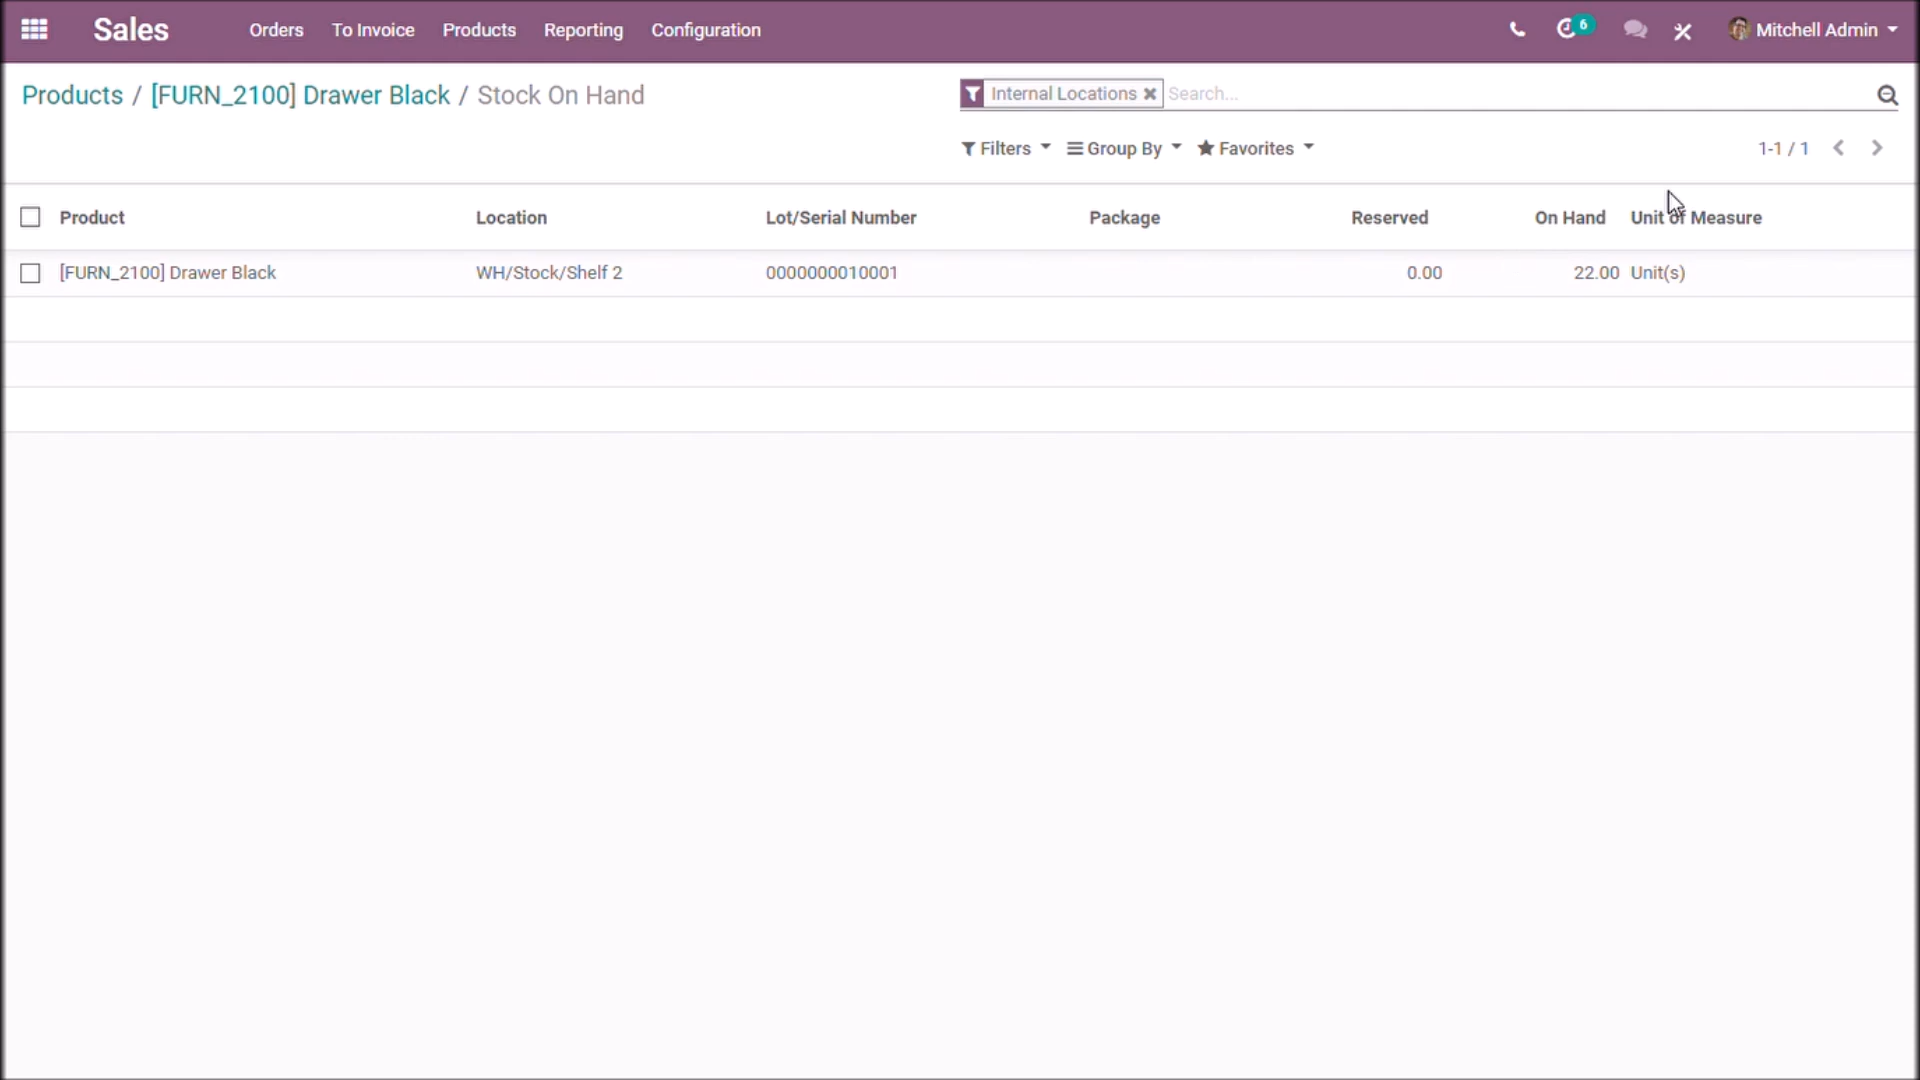 Sales Orders To Invoice Products Reporting Configuration 6 Mitchell Admin
Products / [FURN_2100] Drawer Black / Stock On Hand Internal Locations Search...
Filters Group By Favorites 1-1 / 1
Product Location Lot/Serial Number Package Reserved On Hand Unit of Measure
[FURN_2100] Drawer Black WH/Stock/Shelf 2 0000000010001 0.00 22.00 Unit(s)